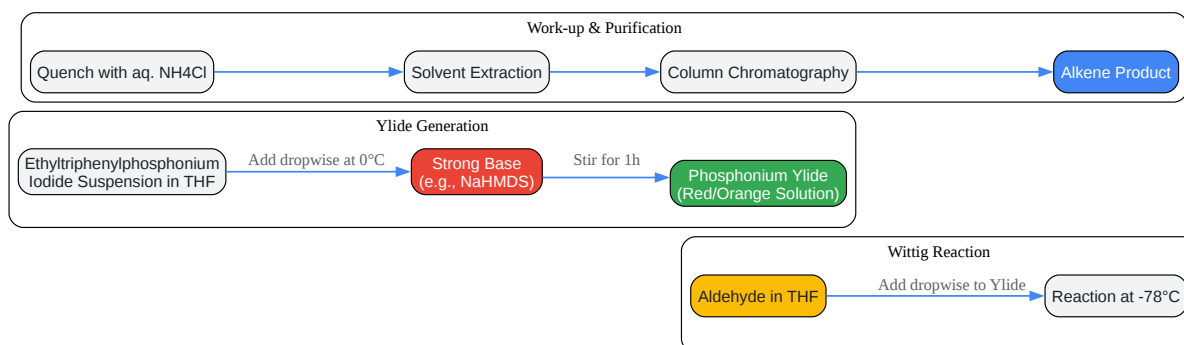 Work-up & Purification
Quench with aq. NH4Cl
Solvent Extraction
Column Chromatography
Alkene Product
Ylide Generation
Ethyltriphenylphosphonium
Iodide Suspension in THF
Add dropwise at 0°C
Strong Base
(e.g., NaHMDS)
Stir for 1h
Phosphonium Ylide
(Red/Orange Solution)
Wittig Reaction
Aldehyde in THF
Add dropwise to Ylide
Reaction at -78°C